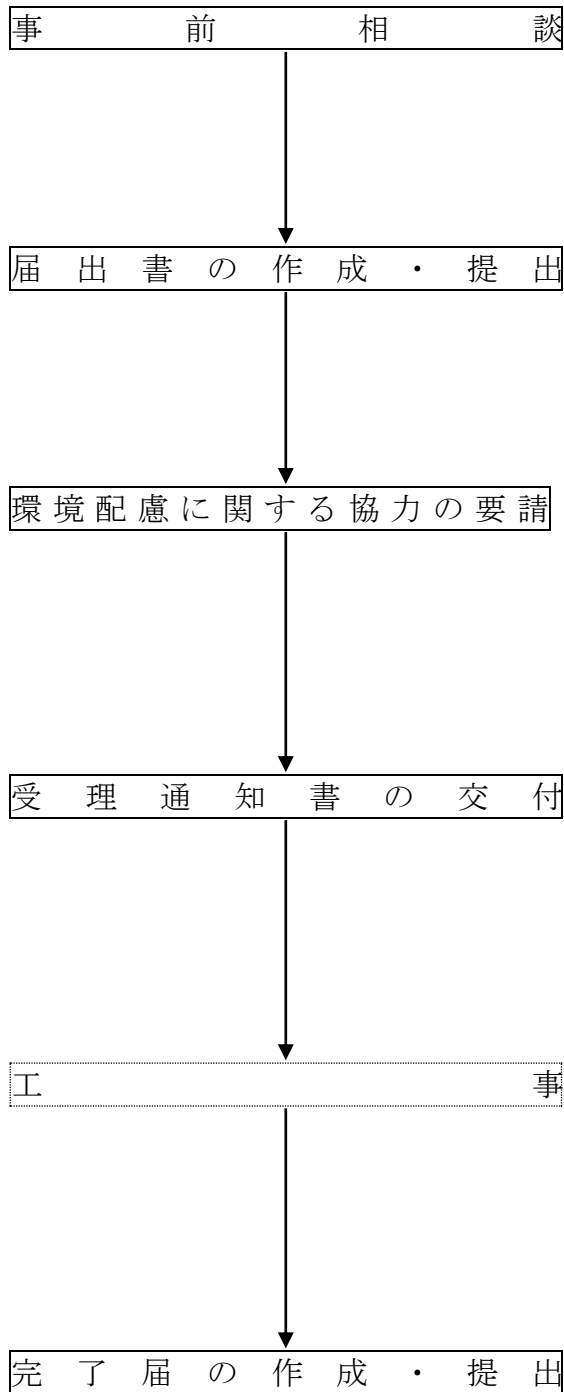 事前相談
届出書の作成・提出
環境配慮に関する協力の要請
受理通知書の交付
工事
完了届の作成・提出